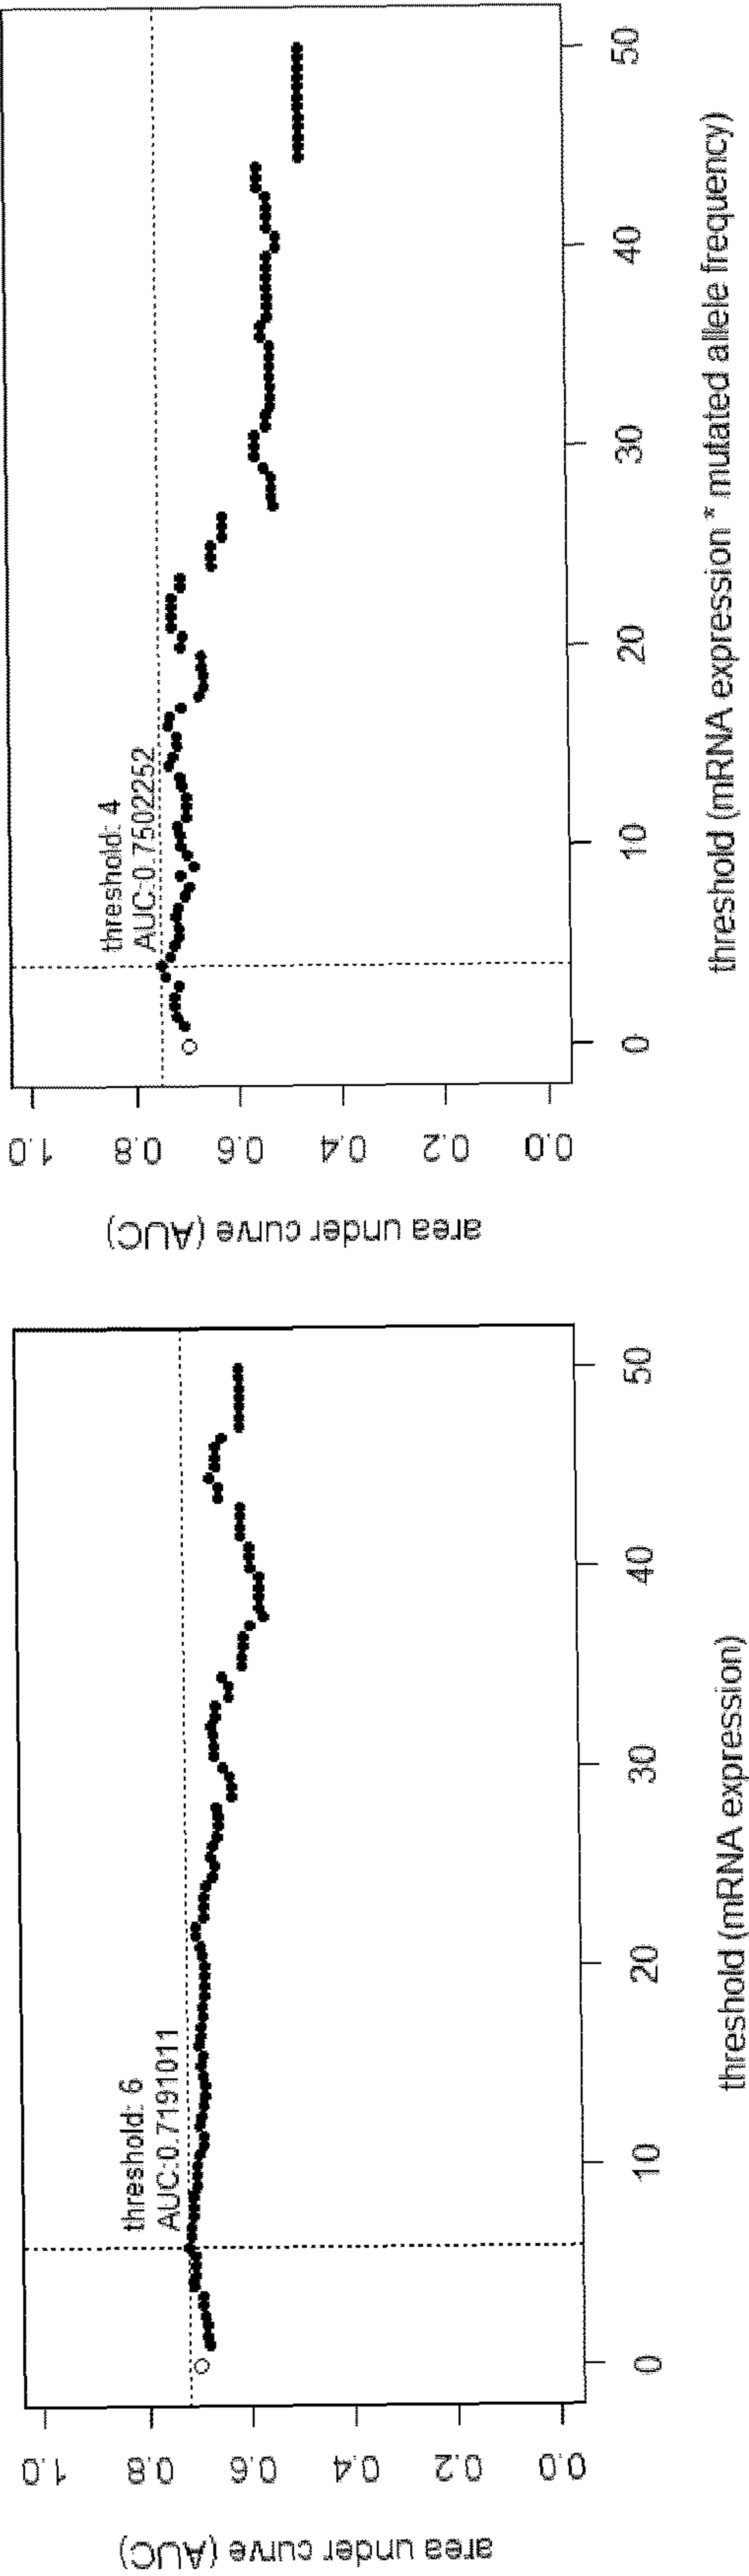 threshold: 6
AUC:0.7191011
area under curve (AUC)
0.0 0.2 0.4 0.6 0.8 1.0
0 10 20 30 40 50
threshold (mRNA expression)
threshold: 4
AUC:0.7502252
area under curve (AUC)
0.0 0.2 0.4 0.6 0.8 1.0
0 10 20 30 40 50
threshold (mRNA expression * mutated allele frequency)